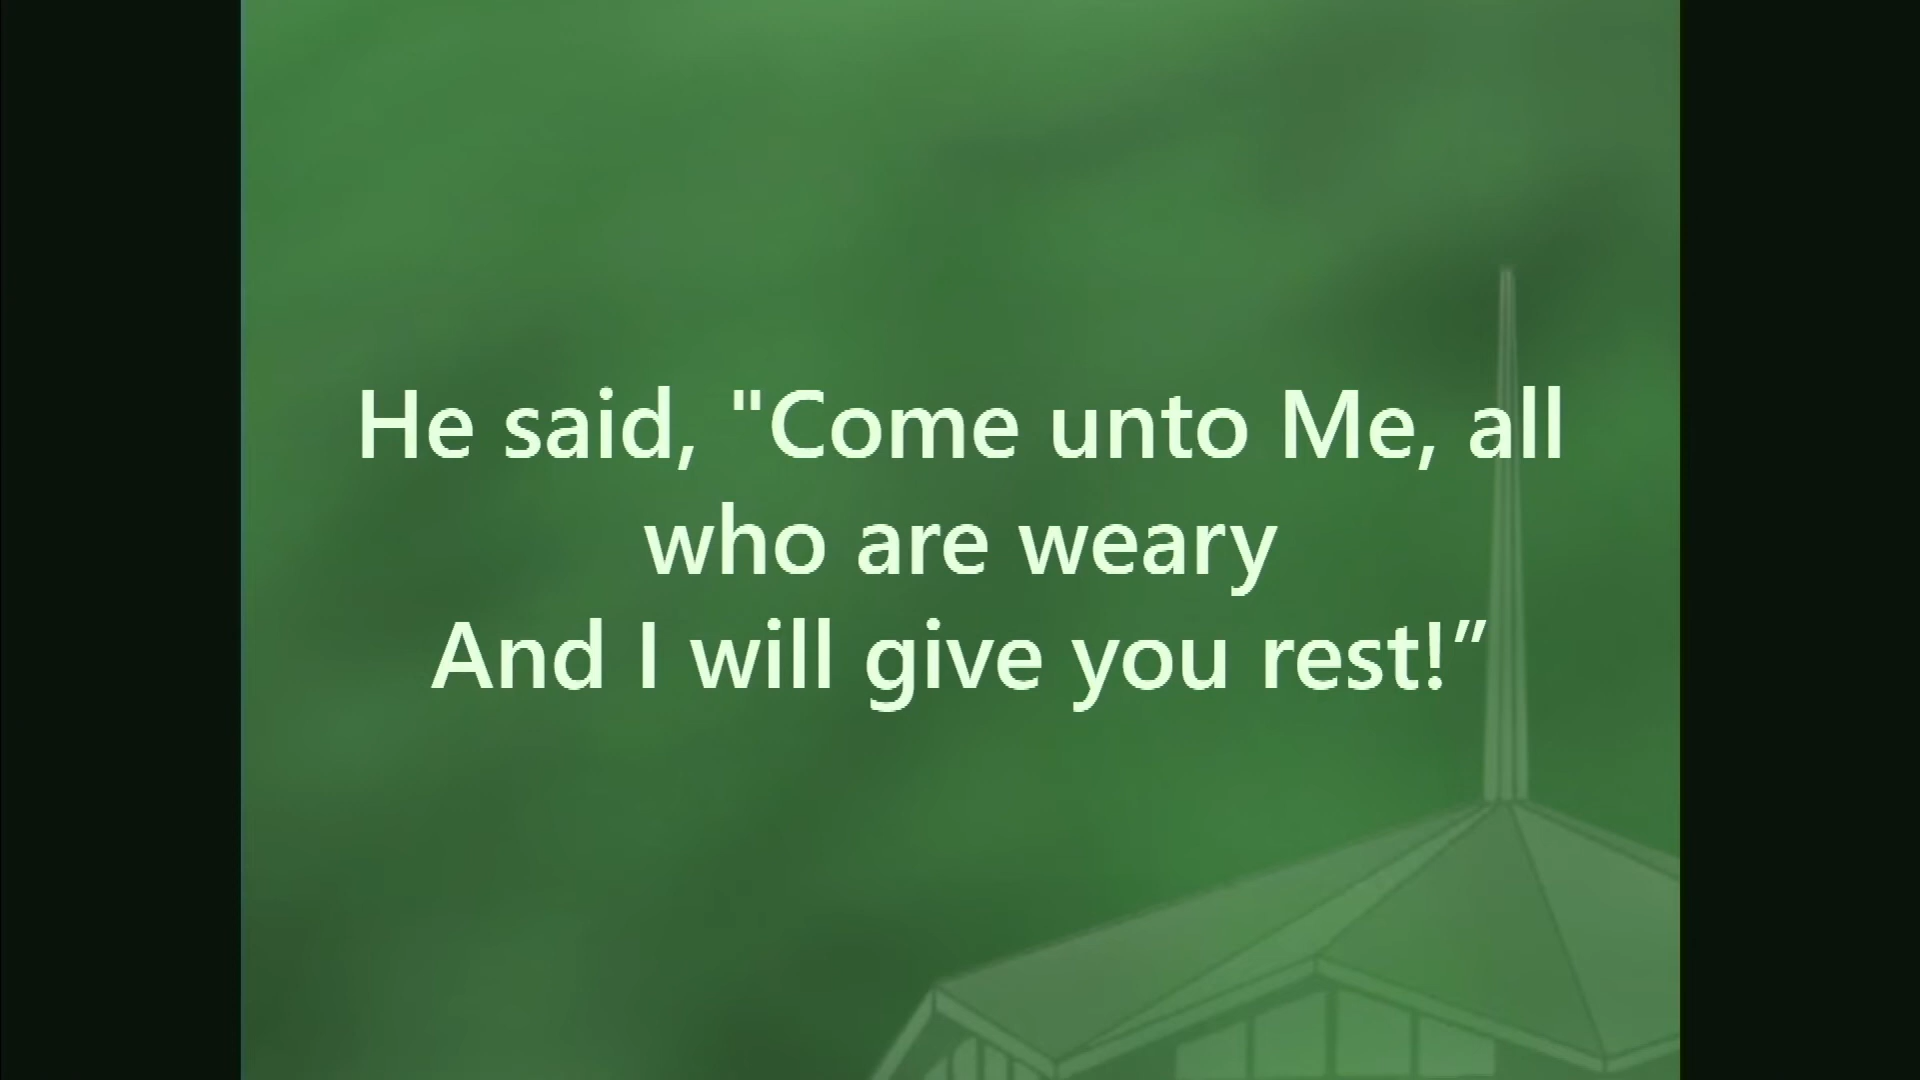 He said, "Come unto Me, all
who are weary
And I will give you rest!”